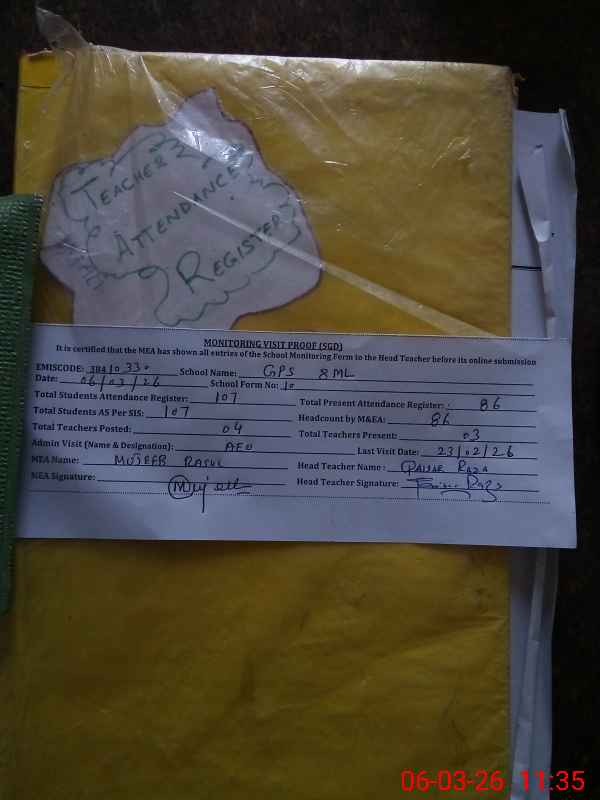 TEACHER
ATTENDANCE
REGISTER
MONITORING VISIT PROOF (SGD)
It is certified that the MEA has shown all entries of the School Monitoring Form to the Head Teacher before its online submission
EMISCODE: 38410330 School Name: GPS 8ML
Date: 06/03/26 School Form No: 10
Total Students Attendance Register: 107 Total Present Attendance Register: 86
Total Students AS Per SIS: 107 Headcount by M&EA: 86
Total Teachers Posted: 04 Total Teachers Present: 03
Admin Visit (Name & Designation): AEO Last Visit Date: 23/02/26
MEA Name: MUJEEB RASUL Head Teacher Name: QAISAR RAZA
MEA Signature: Mujeeb Head Teacher Signature: Raza
06-03-26 11:35